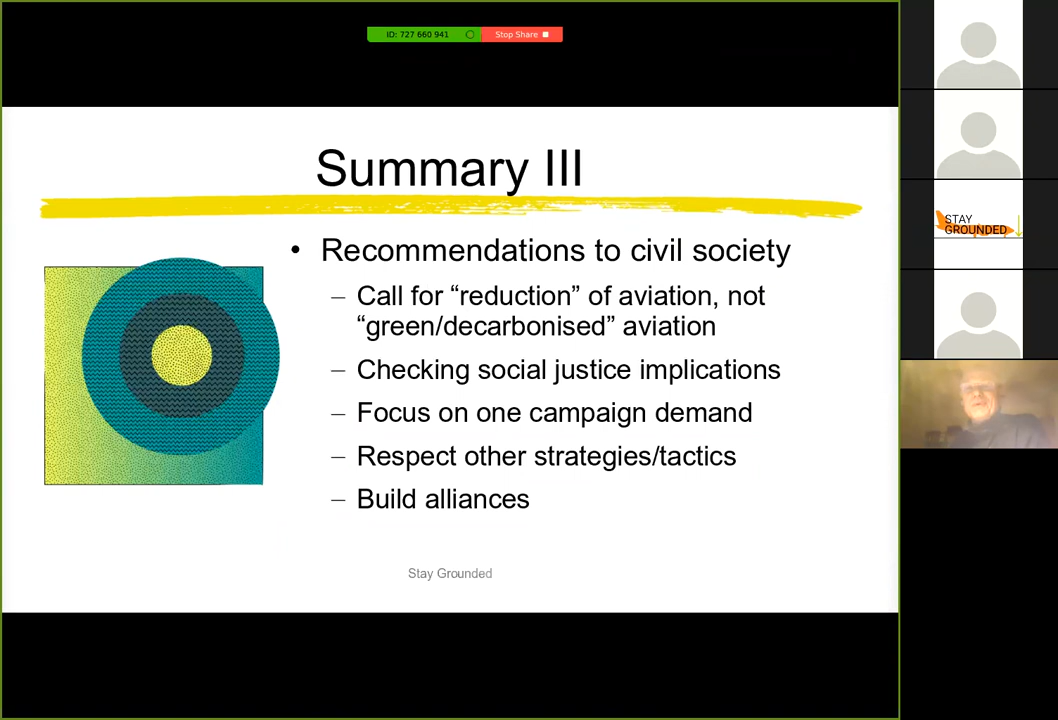 ID: 727 660 941
Stop Share
Summary III
• Recommendations to civil society
– Call for “reduction” of aviation, not
“green/decarbonised” aviation
– Checking social justice implications
– Focus on one campaign demand
– Respect other strategies/tactics
– Build alliances
Stay Grounded
STAY
GROUNDED